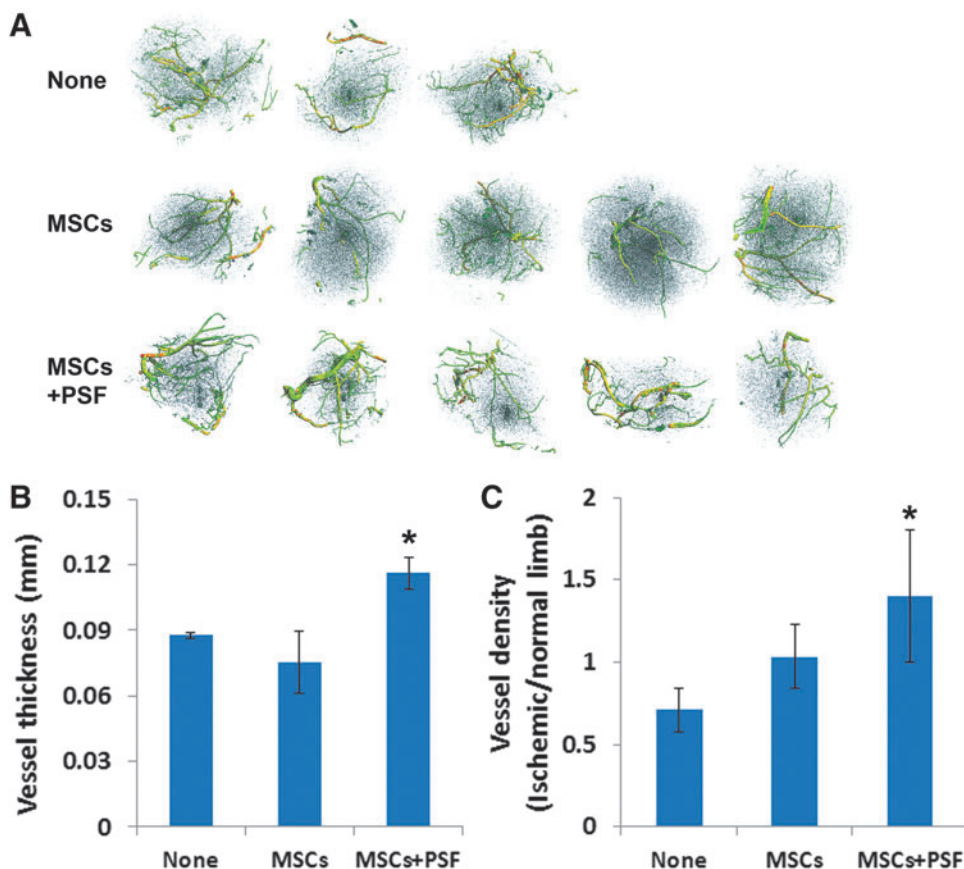 A
None
MSCs
MSCs
+PSF
B
Vessel thickness (mm)
0.15
0.12
0.09
0.06
0.03
0
*
None MSCs MSCs+PSF
C
Vessel density
(Ischemic/normal limb)
2
1.5
1
0.5
0
*
None MSCs MSCs+PSF